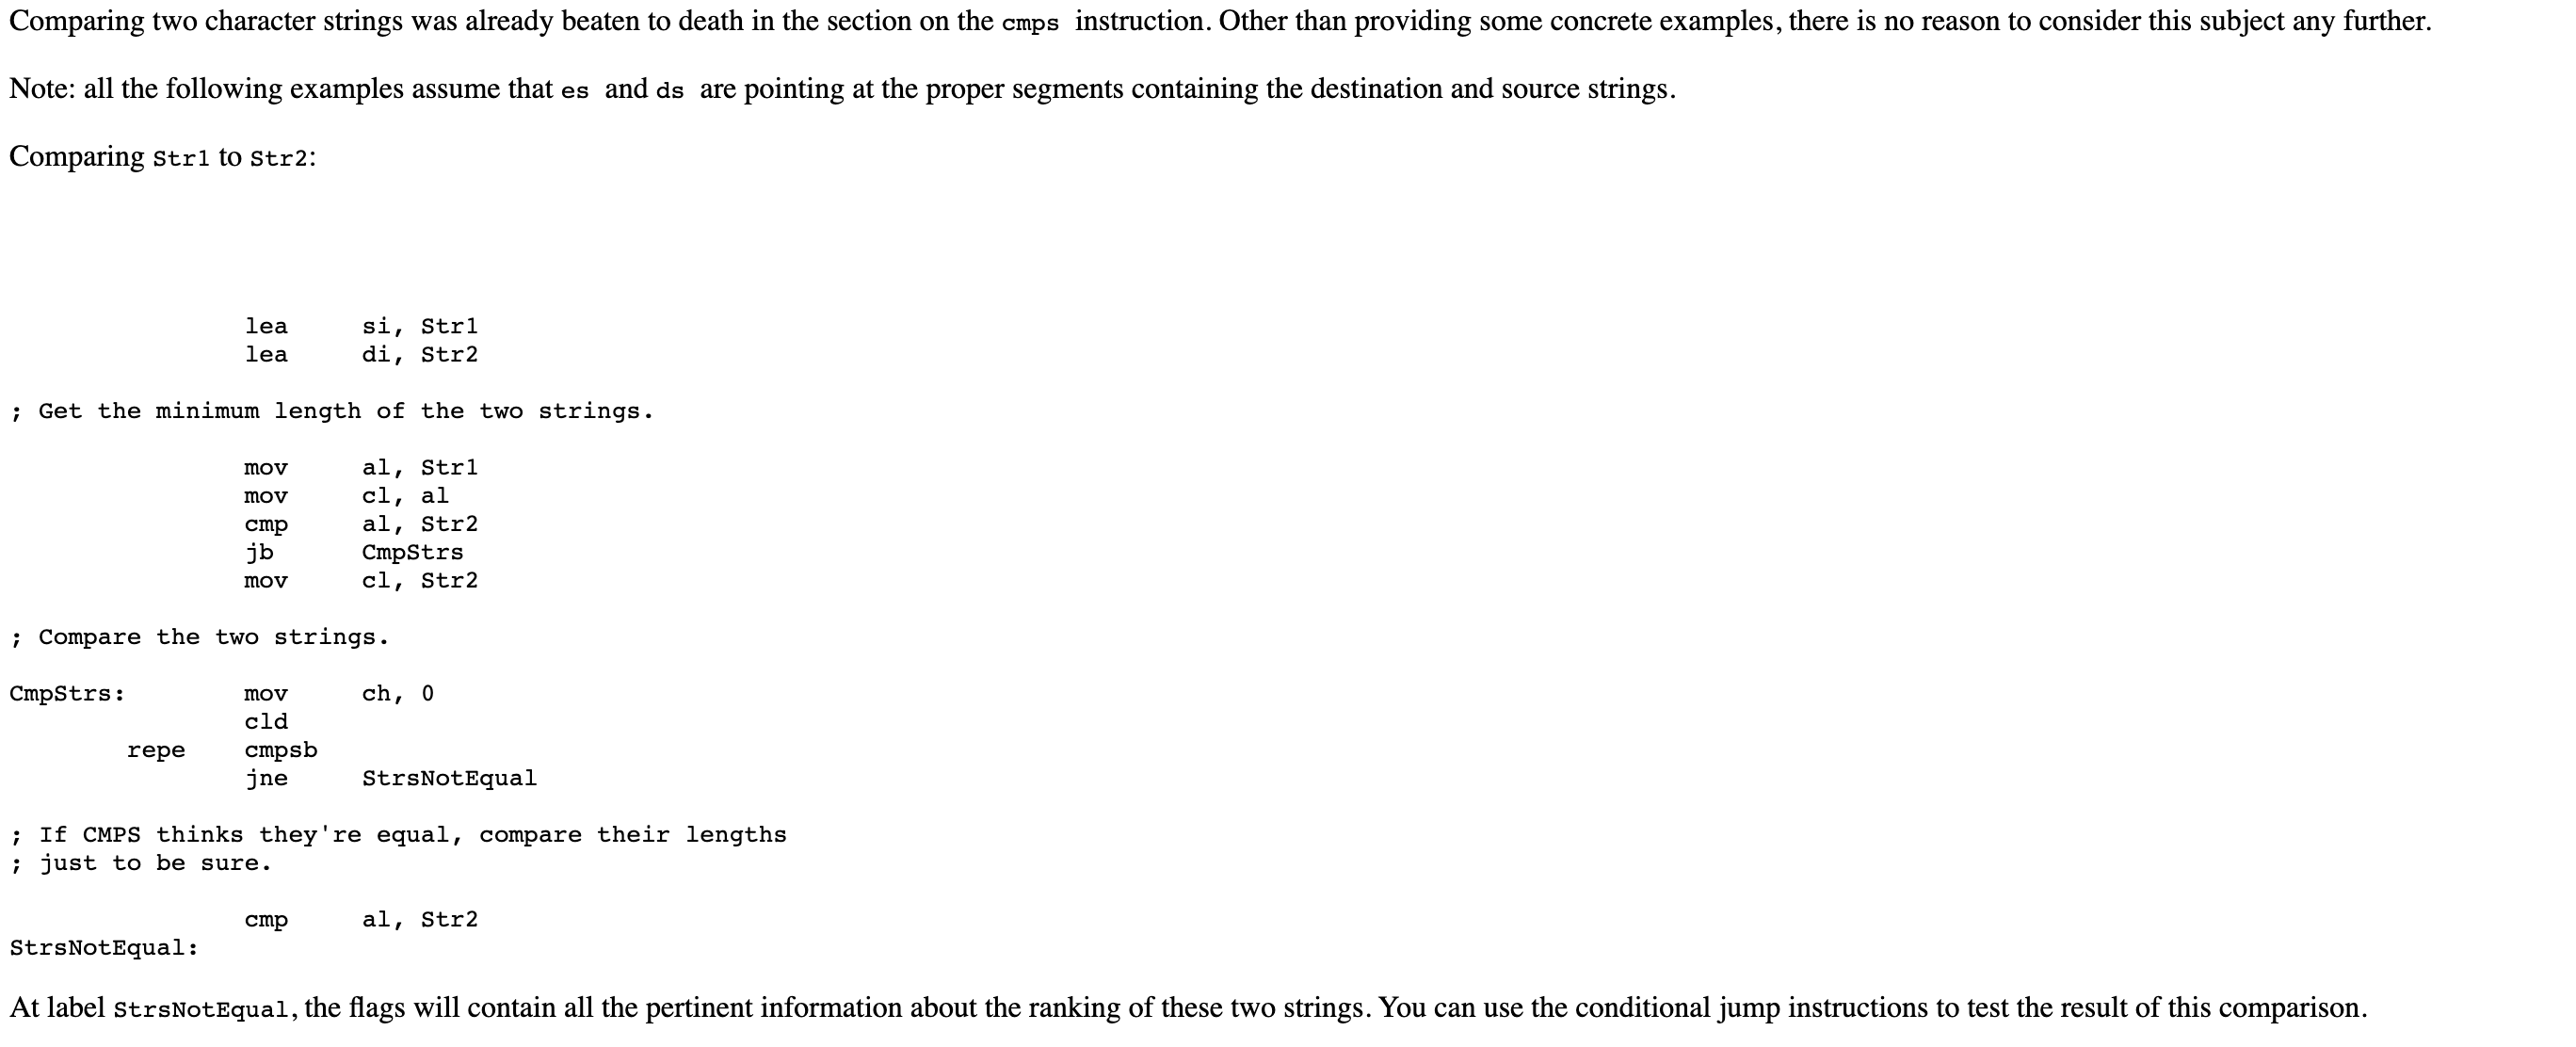 Comparing two character strings was already beaten to death in the section on the cmps instruction. Other than providing some concrete examples, there is no reason to consider this subject any further.
Note: all the following examples assume that es and ds are pointing at the proper segments containing the destination and source strings.
Comparing Str1 to Str2:
lea si, Str1
lea di, Str2
; Get the minimum length of the two strings.
mov al, Str1
mov cl, al
cmp al, Str2
jb CmpStrs
mov cl, Str2
; Compare the two strings.
CmpStrs: mov ch, 0
cld
repe cmpsb
jne StrsNotEqual
; If CMPS thinks they're equal, compare their lengths
; just to be sure.
cmp al, Str2
StrsNotEqual:
At label StrsNotEqual, the flags will contain all the pertinent information about the ranking of these two strings. You can use the conditional jump instructions to test the result of this comparison.